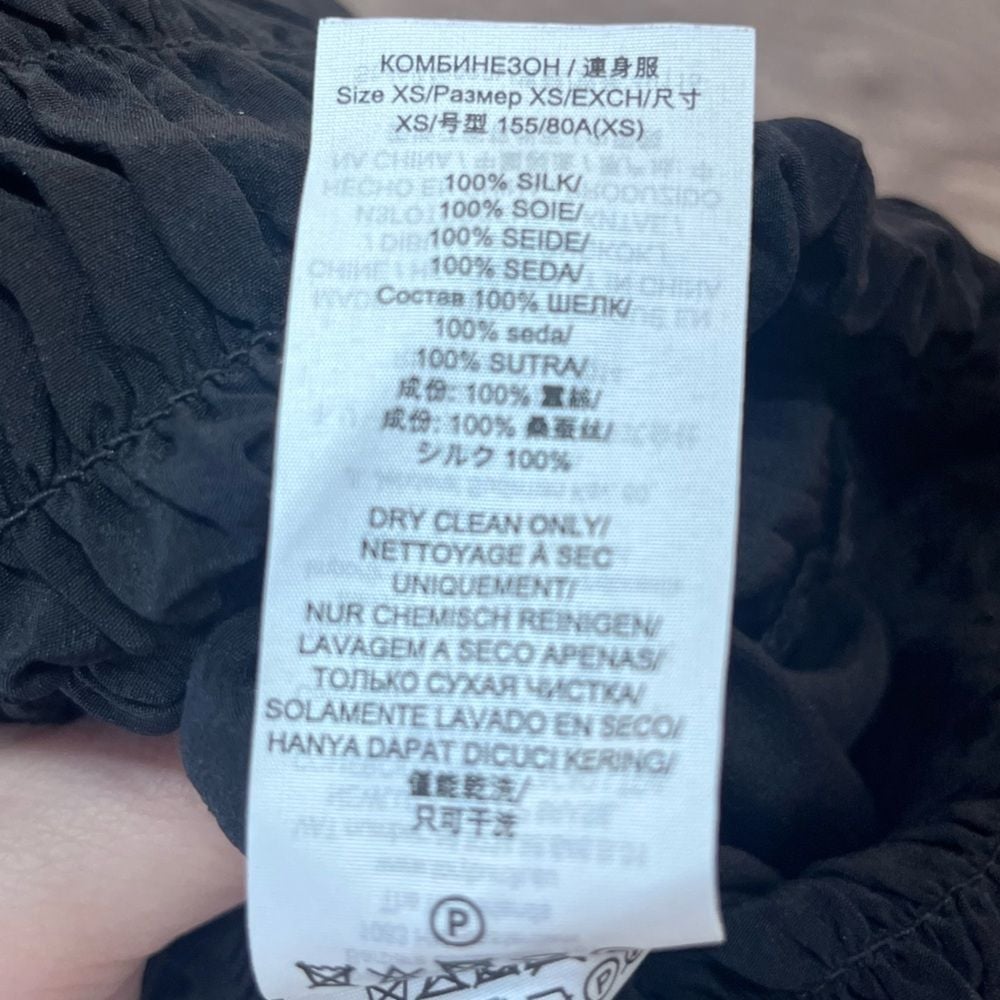 КОМБИНЕЗОН / 連身服
Size XS/Размер XS/EXCH/尺寸
XS/号型 155/80A(XS)
100% SILK/
100% SOIE/
100% SEIDE/
100% SEDA/
Состав 100% ШЕЛК/
100% seda/
100% SUTRA/
成份: 100% 蠶絲/
成份: 100% 桑蚕丝/
シルク 100%
DRY CLEAN ONLY/
NETTOYAGE À SEC
UNIQUEMENT/
NUR CHEMISCH REINIGEN/
LAVAGEM A SECO APENAS/
ТОЛЬКО СУХАЯ ЧИСТКА/
SOLAMENTE LAVADO EN SECO/
HANYA DAPAT DICUCI KERING/
僅能乾洗/
只可干洗
P
P